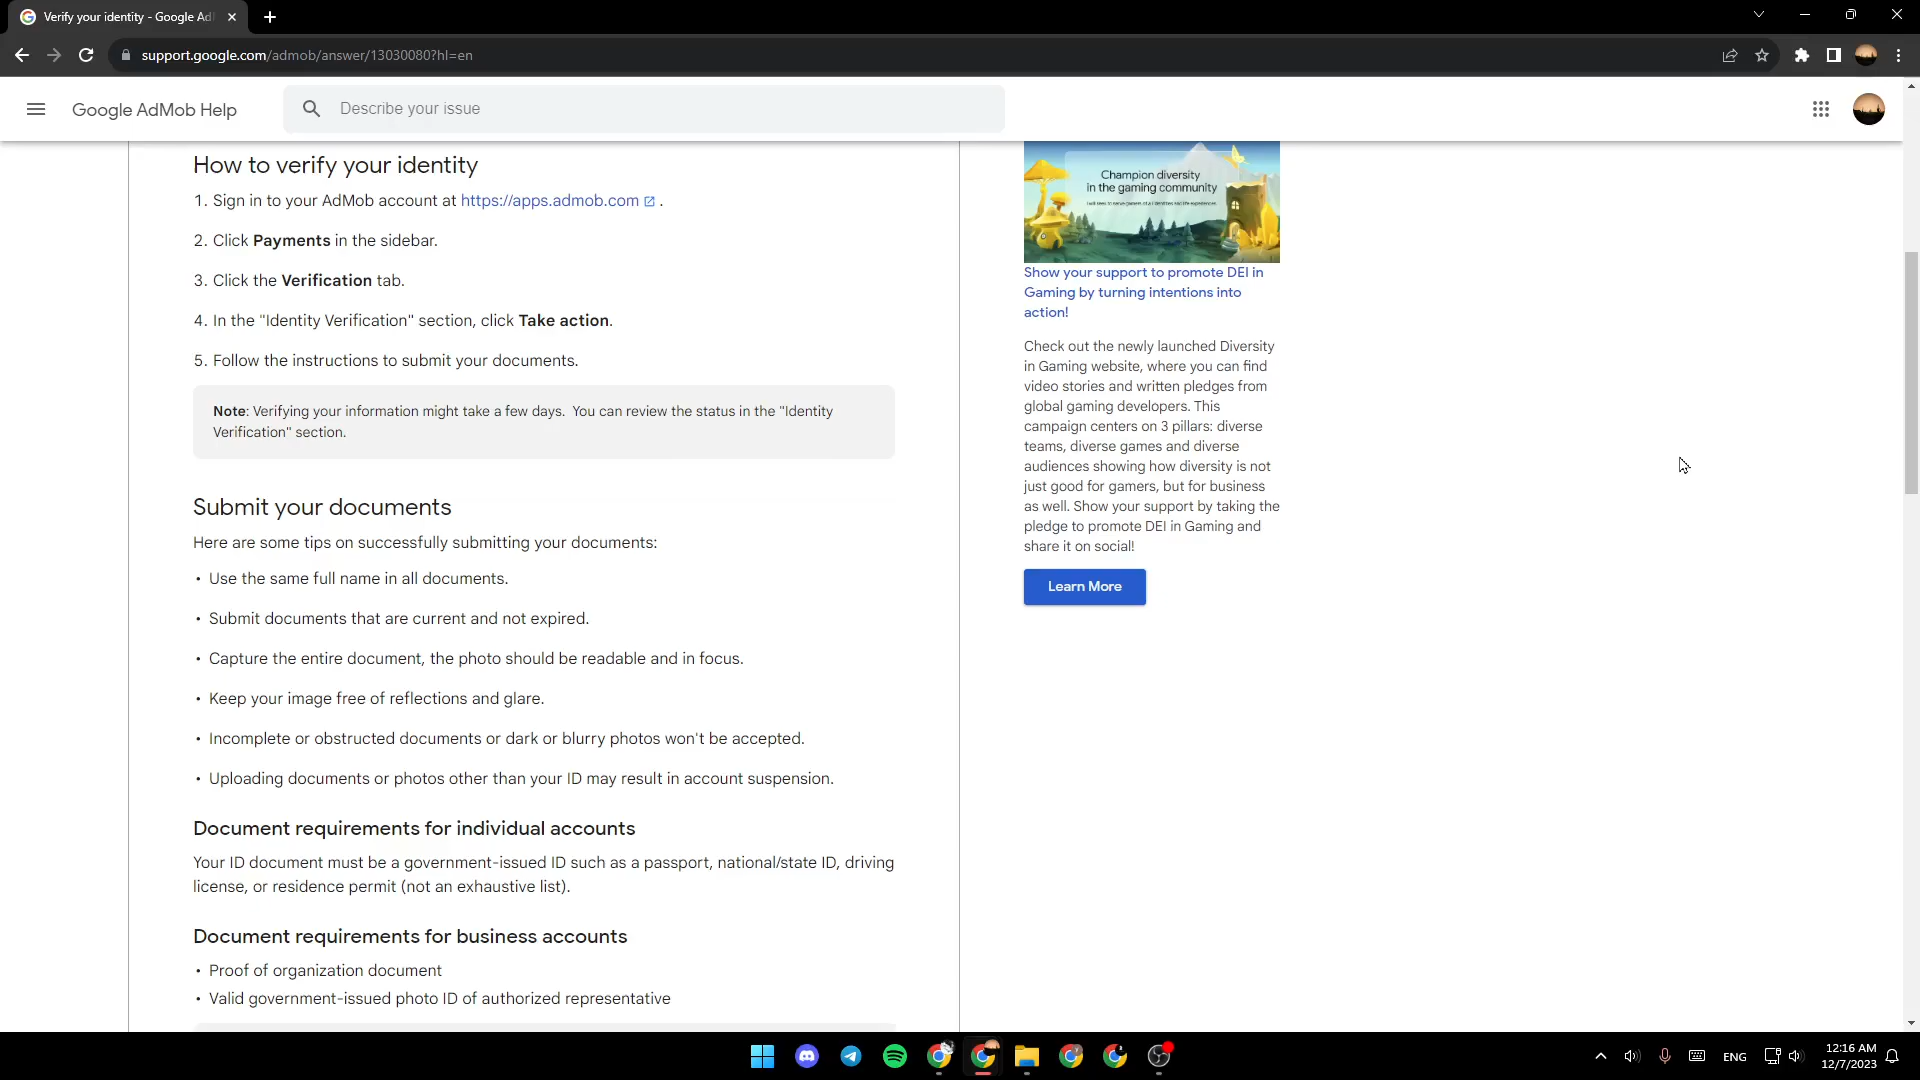 Verify your identity - Google Ad
support.google.com/admob/answer/13030080?hl=en
Google AdMob Help
Describe your issue
How to verify your identity
1. Sign in to your AdMob account at https://apps.admob.com .
2. Click Payments in the sidebar.
3. Click the Verification tab.
4. In the "Identity Verification" section, click Take action.
5. Follow the instructions to submit your documents.
Note: Verifying your information might take a few days. You can review the status in the "Identity
Verification" section.
Submit your documents
Here are some tips on successfully submitting your documents:
• Use the same full name in all documents.
• Submit documents that are current and not expired.
• Capture the entire document, the photo should be readable and in focus.
• Keep your image free of reflections and glare.
• Incomplete or obstructed documents or dark or blurry photos won't be accepted.
• Uploading documents or photos other than your ID may result in account suspension.
Document requirements for individual accounts
Your ID document must be a government-issued ID such as a passport, national/state ID, driving
license, or residence permit (not an exhaustive list).
Document requirements for business accounts
• Proof of organization document
• Valid government-issued photo ID of authorized representative
Champion diversity
in the gaming community
Show your support to promote DEI in
Gaming by turning intentions into
action!
Check out the newly launched Diversity
in Gaming website, where you can find
video stories and written pledges from
global gaming developers. This
campaign centers on 3 pillars: diverse
teams, diverse games and diverse
audiences showing how diversity is not
just good for gamers, but for business
as well. Show your support by taking the
pledge to promote DEI in Gaming and
share it on social!
Learn More
ENG
12:16 AM
12/7/2023